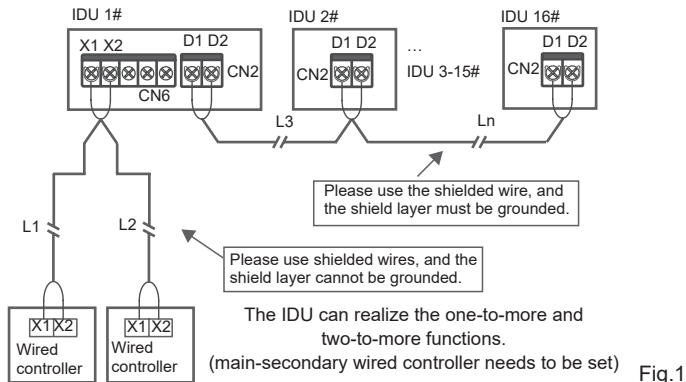 IDU 1#
IDU 2#
IDU 16#
X1 X2
D1 D2
D1 D2
D1 D2
CN6
CN2
CN2
CN2
...
IDU 3-15#
L3
Ln
Please use the shielded wire, and
the shield layer must be grounded.
L1
L2
Please use shielded wires, and the
shield layer cannot be grounded.
X1 X2
Wired
controller
X1 X2
Wired
controller
The IDU can realize the one-to-more and
two-to-more functions.
(main-secondary wired controller needs to be set)
Fig.1